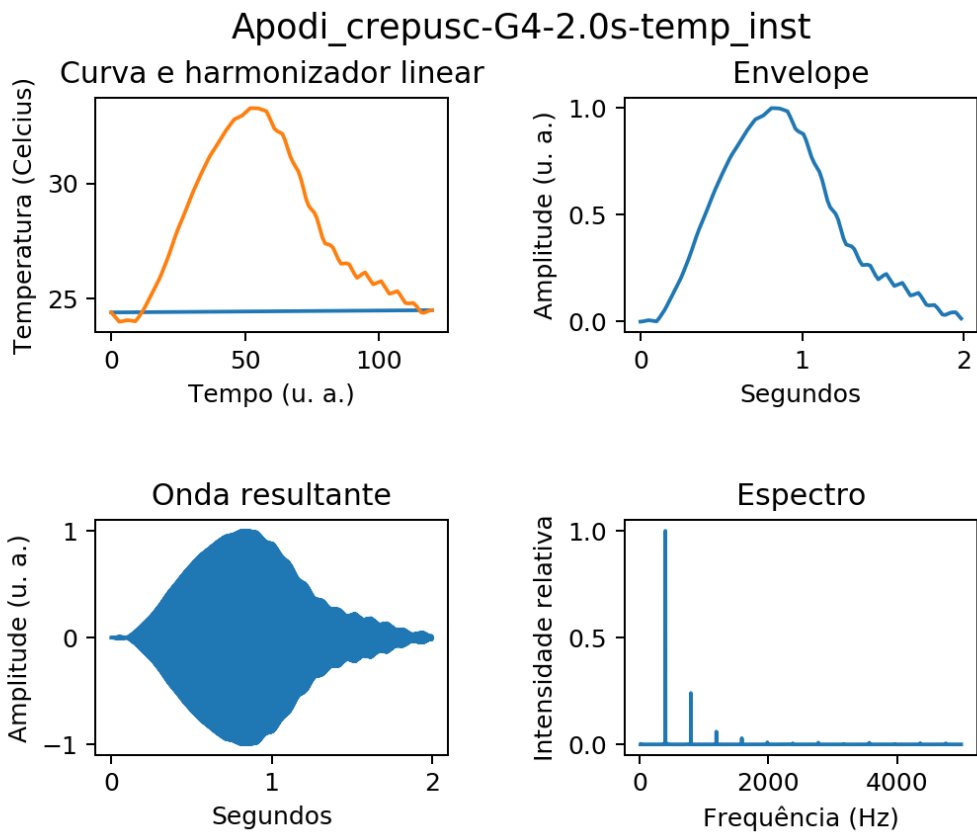 Apodi_crepusc-G4-2.0s-temp_inst
Curva e harmonizador linear
Temperatura (Celcius)
30
25
0
50
100
Tempo (u. a.)
Envelope
Amplitude (u. a.)
1.0
0.5
0.0
0
1
2
Segundos
Onda resultante
Amplitude (u. a.)
1
0
−1
0
1
2
Segundos
Espectro
Intensidade relativa
1.0
0.5
0.0
0
2000
4000
Frequência (Hz)